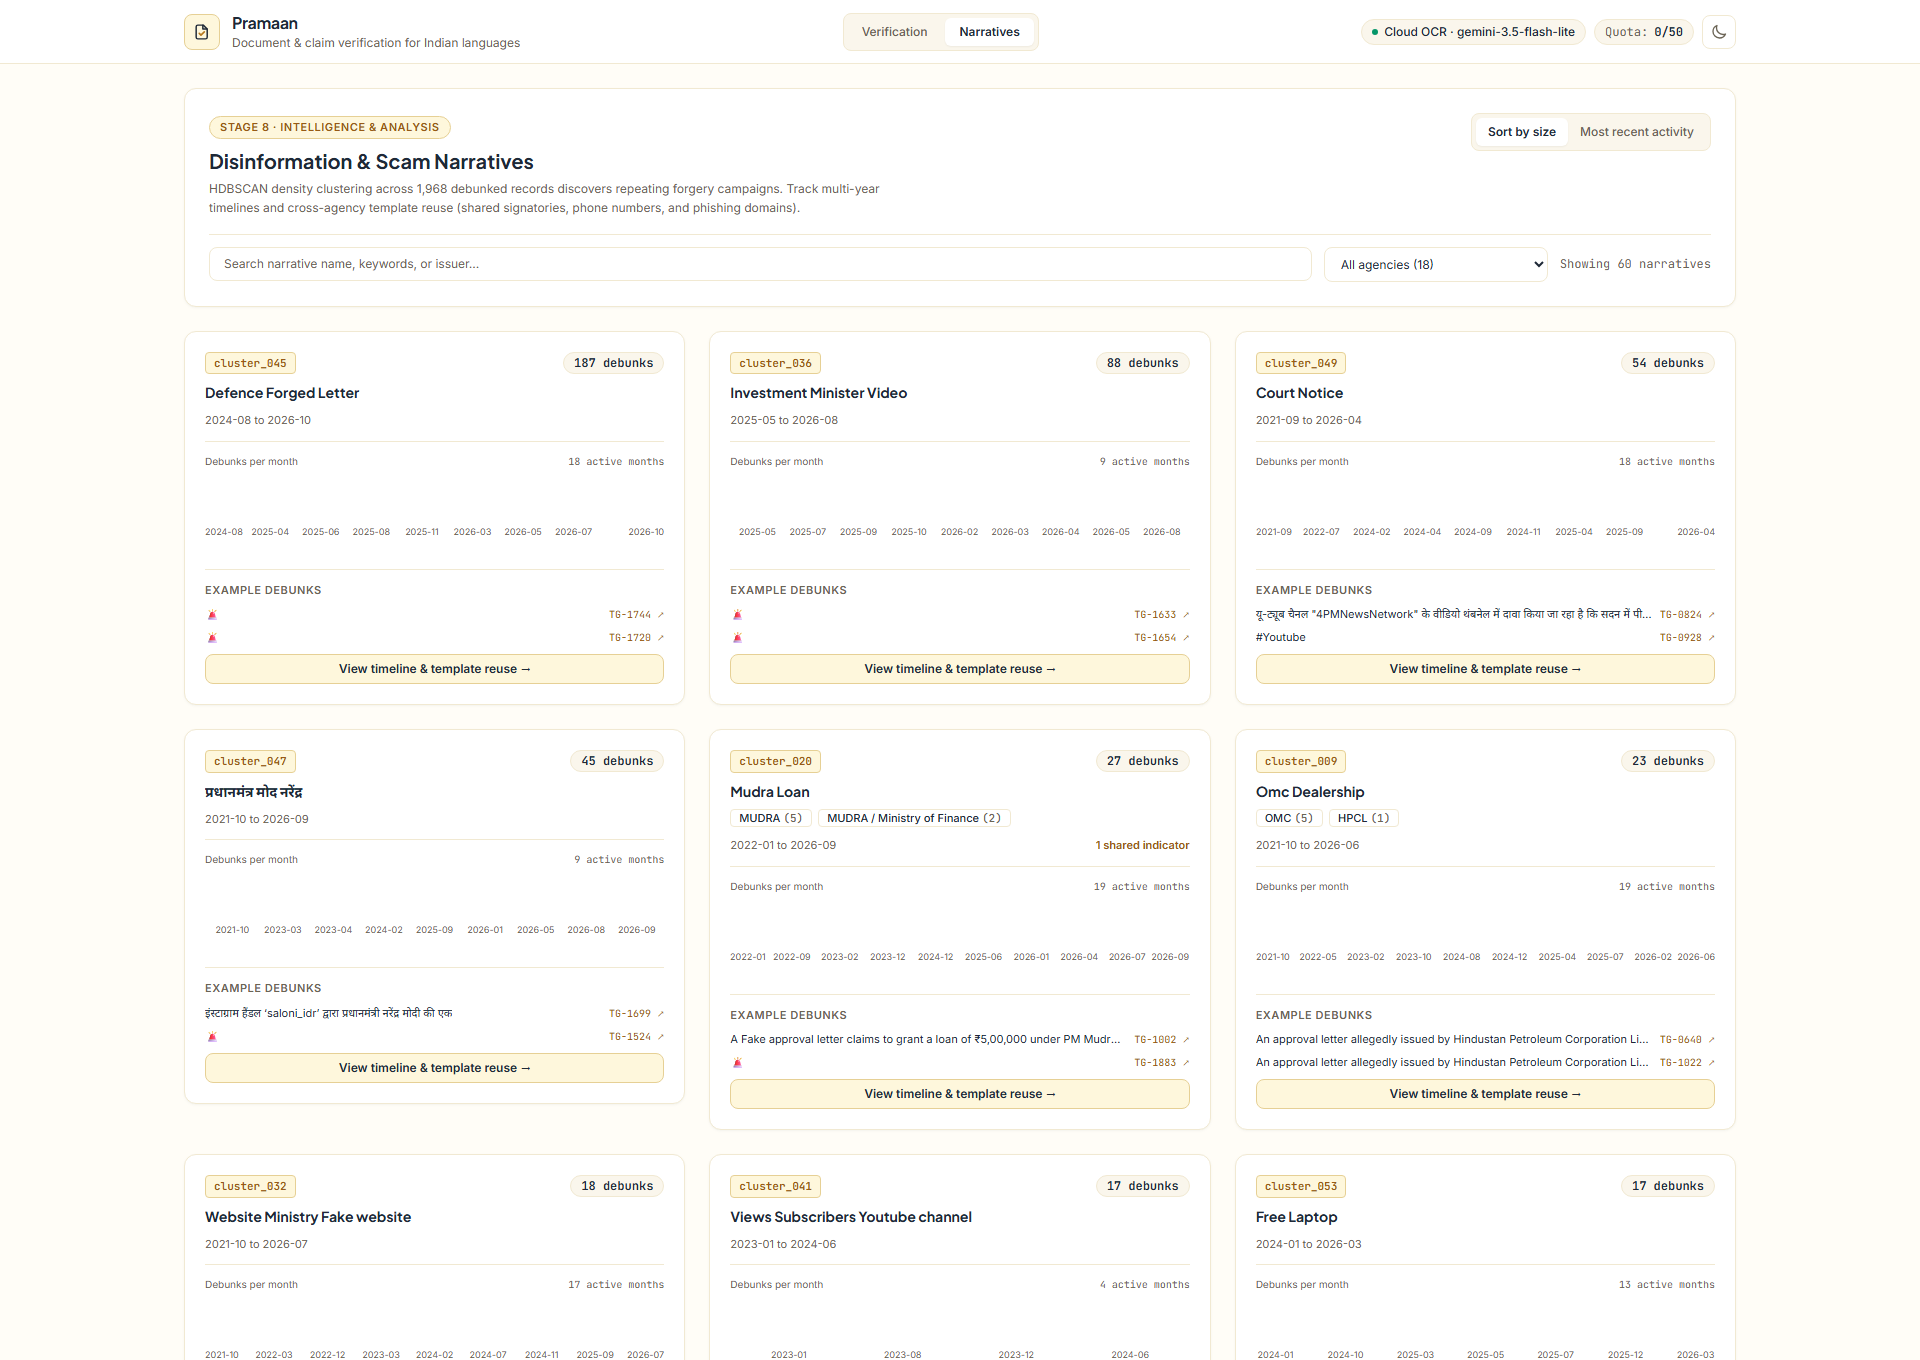 Pramaan
Document & claim verification for Indian languages
Verification
Narratives
Cloud OCR · gemini-3.5-flash-lite
Quota: 0/50
STAGE 8 · INTELLIGENCE & ANALYSIS
Sort by size
Most recent activity
Disinformation & Scam Narratives
HDBSCAN density clustering across 1,968 debunked records discovers repeating forgery campaigns. Track multi-year
timelines and cross-agency template reuse (shared signatories, phone numbers, and phishing domains).
Search narrative name, keywords, or issuer...
All agencies (18)
Showing 60 narratives
cluster_045
187 debunks
Defence Forged Letter
2024-08 to 2026-10
Debunks per month
18 active months
2024-08 2025-04 2025-06 2025-08 2025-11 2026-03 2026-05 2026-07 2026-10
EXAMPLE DEBUNKS
🚨 TG-1744 ↗
🚨 TG-1720 ↗
View timeline & template reuse →
cluster_036
88 debunks
Investment Minister Video
2025-05 to 2026-08
Debunks per month
9 active months
2025-05 2025-07 2025-09 2025-10 2026-02 2026-03 2026-04 2026-05 2026-08
EXAMPLE DEBUNKS
🚨 TG-1633 ↗
🚨 TG-1654 ↗
View timeline & template reuse →
cluster_049
54 debunks
Court Notice
2021-09 to 2026-04
Debunks per month
18 active months
2021-09 2022-07 2024-02 2024-04 2024-09 2024-11 2025-04 2025-09 2026-04
EXAMPLE DEBUNKS
यू-ट्यूब चैनल "4PMNewsNetwork" के वीडियो थंबनेल में दावा किया जा रहा है कि सदन में पी... TG-0824 ↗
#Youtube TG-0928 ↗
View timeline & template reuse →
cluster_047
45 debunks
प्रधानमंत्र मोद नरेंद्र
2021-10 to 2026-09
Debunks per month
9 active months
2021-10 2023-03 2023-04 2024-02 2025-09 2026-01 2026-05 2026-08 2026-09
EXAMPLE DEBUNKS
इंस्टाग्राम हैंडल ‘saloni_idr’ द्वारा प्रधानमंत्री नरेंद्र मोदी की एक TG-1699 ↗
🚨 TG-1524 ↗
View timeline & template reuse →
cluster_020
27 debunks
Mudra Loan
MUDRA (5)
MUDRA / Ministry of Finance (2)
2022-01 to 2026-09
1 shared indicator
Debunks per month
19 active months
2022-01 2022-09 2023-02 2023-12 2024-12 2025-06 2026-01 2026-04 2026-07 2026-09
EXAMPLE DEBUNKS
A Fake approval letter claims to grant a loan of ₹5,00,000 under PM Mudr... TG-1002 ↗
🚨 TG-1883 ↗
View timeline & template reuse →
cluster_009
23 debunks
Omc Dealership
OMC (5)
HPCL (1)
2021-10 to 2026-06
Debunks per month
19 active months
2021-10 2022-05 2023-02 2023-10 2024-08 2024-12 2025-04 2025-07 2026-02 2026-06
EXAMPLE DEBUNKS
An approval letter allegedly issued by Hindustan Petroleum Corporation Li... TG-0640 ↗
An approval letter allegedly issued by Hindustan Petroleum Corporation Li... TG-1022 ↗
View timeline & template reuse →
cluster_032
18 debunks
Website Ministry Fake website
2021-10 to 2026-07
Debunks per month
17 active months
2021-10 2022-03 2022-12 2023-03 2024-02 2024-07 2024-11 2025-09 2026-07
cluster_041
17 debunks
Views Subscribers Youtube channel
2023-01 to 2024-06
Debunks per month
4 active months
2023-01 2023-08 2023-12 2024-06
cluster_053
17 debunks
Free Laptop
2024-01 to 2026-03
Debunks per month
13 active months
2024-01 2024-10 2025-03 2025-05 2025-07 2025-12 2026-03